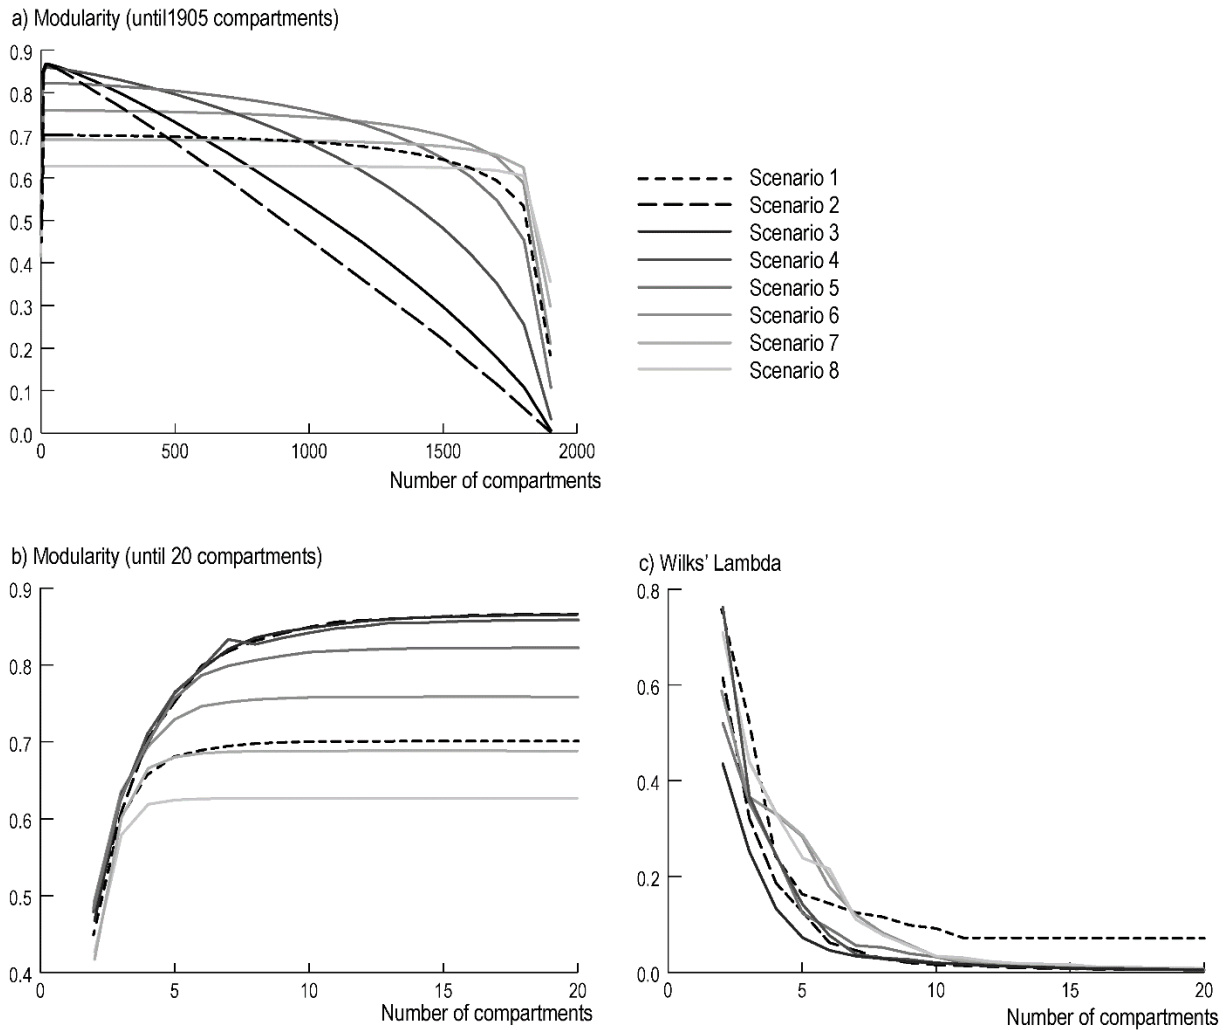 a) Modularity (until1905 compartments)
0.9
0.8
0.7
0.6
0.5
0.4
0.3
0.2
0.1
0.0
0 500 1000 1500 2000
Number of compartments
Scenario 1
Scenario 2
Scenario 3
Scenario 4
Scenario 5
Scenario 6
Scenario 7
Scenario 8
b) Modularity (until 20 compartments)
0.9
0.8
0.7
0.6
0.5
0.4
0 5 10 15 20
Number of compartments
c) Wilks' Lambda
0.8
0.6
0.4
0.2
0.0
0 5 10 15 20
Number of compartments